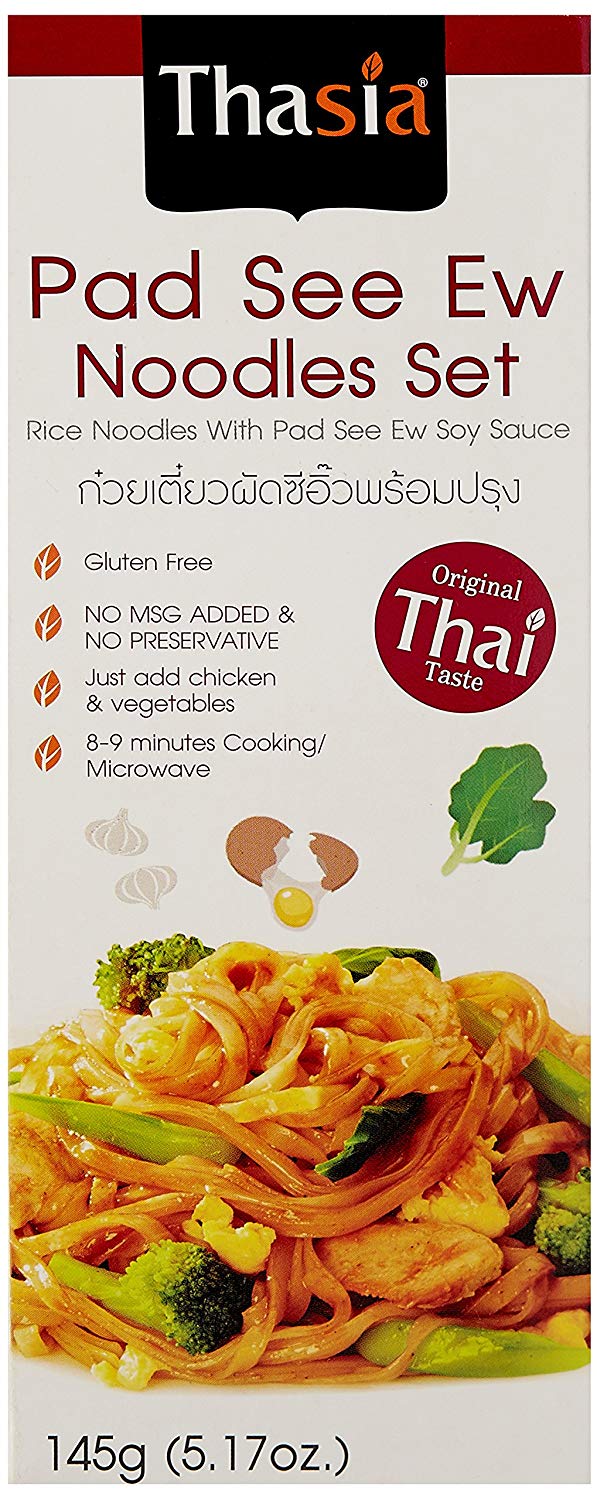 Thasia®
Pad See Ew
Noodles Set
Rice Noodles With Pad See Ew Soy Sauce
ก๋วยเตี๋ยวผัดซีอิ๊วพร้อมปรุง
Gluten Free
NO MSG ADDED &
NO PRESERVATIVE
Just add chicken
& vegetables
8-9 minutes Cooking/
Microwave
Original
Thai
Taste
145g (5.17oz.)